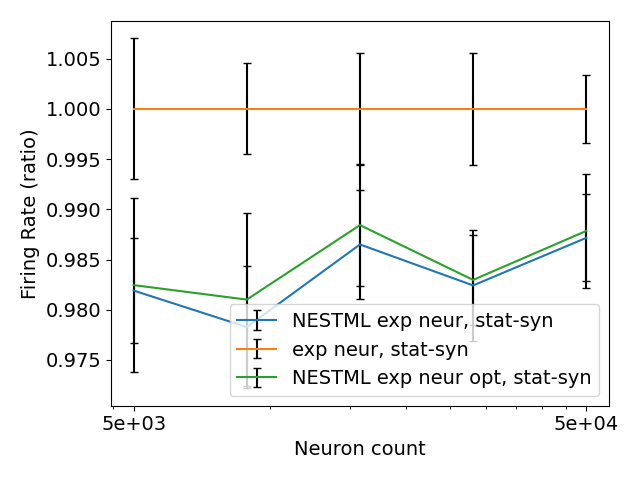 1.005
1.000
0.995
0.990
0.985
0.980
0.975
Firing Rate (ratio)
NESTML exp neur, stat-syn
exp neur, stat-syn
NESTML exp neur opt, stat-syn
5e+03
5e+04
Neuron count